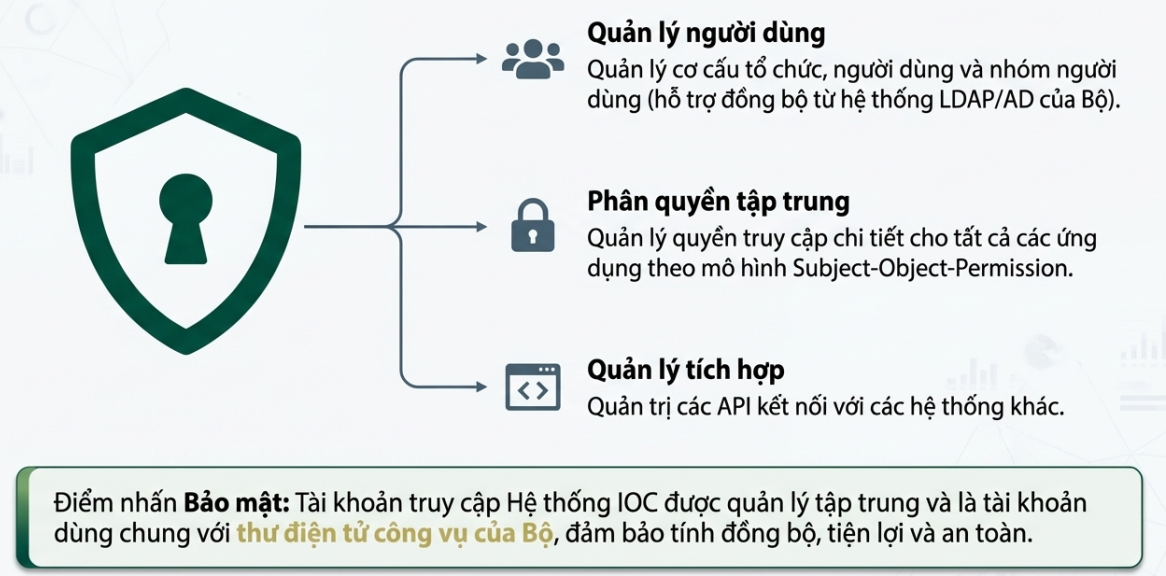 Quản lý người dùng
Quản lý cơ cấu tổ chức, người dùng và nhóm người
dùng (hỗ trợ đồng bộ từ hệ thống LDAP/AD của Bộ).
Phân quyền tập trung
Quản lý quyền truy cập chi tiết cho tất cả các ứng
dụng theo mô hình Subject-Object-Permission.
Quản lý tích hợp
Quản trị các API kết nối với các hệ thống khác.
Điểm nhấn Bảo mật: Tài khoản truy cập Hệ thống IOC được quản lý tập trung và là tài khoản
dùng chung với thư điện tử công vụ của Bộ, đảm bảo tính đồng bộ, tiện lợi và an toàn.